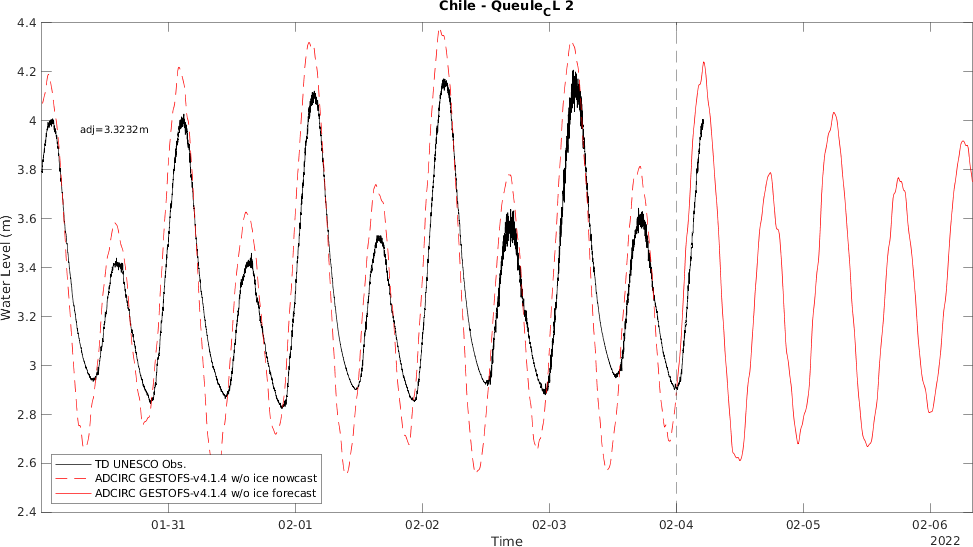 Chile - Queule_CL 2
4.4
4.2
4
3.8
3.6
3.4
3.2
3
2.8
2.6
2.4
Water Level (m)
adj=3.3232m
TD UNESCO Obs.
ADCIRC GESTOFS-v4.1.4 w/o ice nowcast
ADCIRC GESTOFS-v4.1.4 w/o ice forecast
01-31 02-01 02-02 02-03 02-04 02-05 02-06
Time
2022